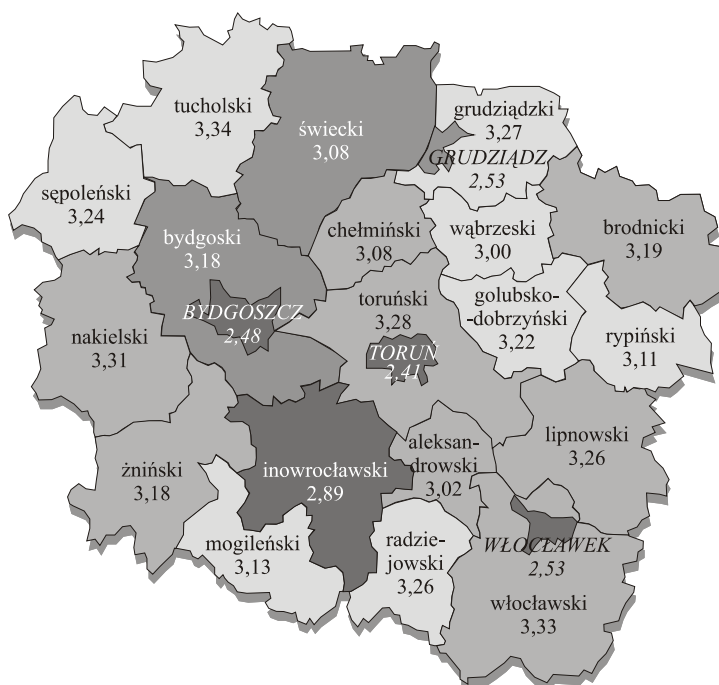 tucholski
3,34
świecki
3,08
grudziądzki
3,27
GRUDZIĄDZ
2,53
sępoleński
3,24
bydgoski
3,18
chełmiński
3,08
wąbrzeski
3,00
brodnicki
3,19
BYDGOSZCZ
2,48
toruński
3,28
golubsko-
-dobrzyński
3,22
nakielski
3,31
TORUŃ
2,41
rypiński
3,11
żniński
3,18
inowrocławski
2,89
aleksan-
drowski
3,02
lipnowski
3,26
mogileński
3,13
radzie-
jowski
3,26
WŁOCŁAWEK
2,53
włocławski
3,33